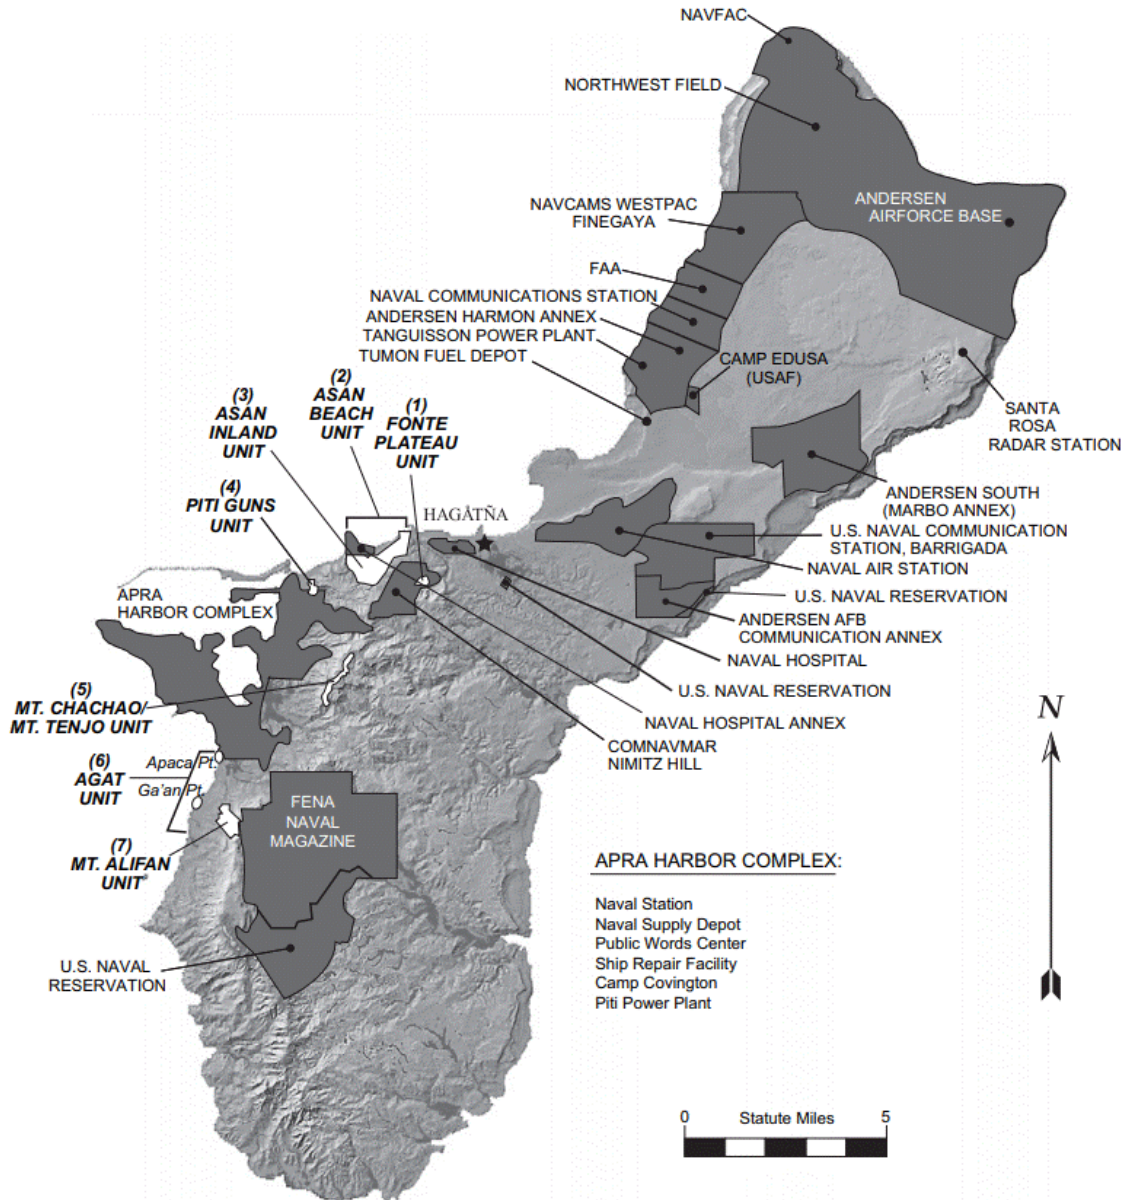 NAVFAC
NORTHWEST FIELD
ANDERSEN
AIRFORCE BASE
NAVCAMS WESTPAC
FINEGAYA
FAA
NAVAL COMMUNICATIONS STATION
ANDERSEN HARMON ANNEX
TANGUISSON POWER PLANT
TUMON FUEL DEPOT
CAMP EDUSA
(USAF)
SANTA
ROSA
RADAR STATION
(3)
ASAN
INLAND
UNIT
(2)
ASAN
BEACH
UNIT
(1)
FONTE
PLATEAU
UNIT
(4)
PITI GUNS
UNIT
HAGÅTÑA
ANDERSEN SOUTH
(MARBO ANNEX)
U.S. NAVAL COMMUNICATION
STATION, BARRIGADA
NAVAL AIR STATION
U.S. NAVAL RESERVATION
ANDERSEN AFB
COMMUNICATION ANNEX
NAVAL HOSPITAL
U.S. NAVAL RESERVATION
NAVAL HOSPITAL ANNEX
COMNAVMAR
NIMITZ HILL
APRA
HARBOR COMPLEX
(5)
MT. CHACHAO/
MT. TENJO UNIT
(6)
AGAT
UNIT
Apaca Pt.
Ga'an Pt.
(7)
MT. ALIFAN
UNIT
FENA
NAVAL
MAGAZINE
U.S. NAVAL
RESERVATION
N
APRA HARBOR COMPLEX:
Naval Station
Naval Supply Depot
Public Words Center
Ship Repair Facility
Camp Covington
Piti Power Plant
0 Statute Miles 5